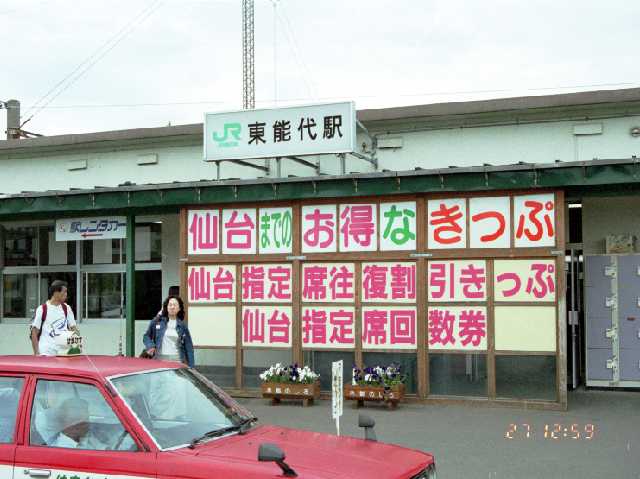 JR 東能代駅
駅レンタカー
仙台までのお得なきっぷ
仙台指定席往復割引きっぷ
仙台指定席回数券
27 12:59